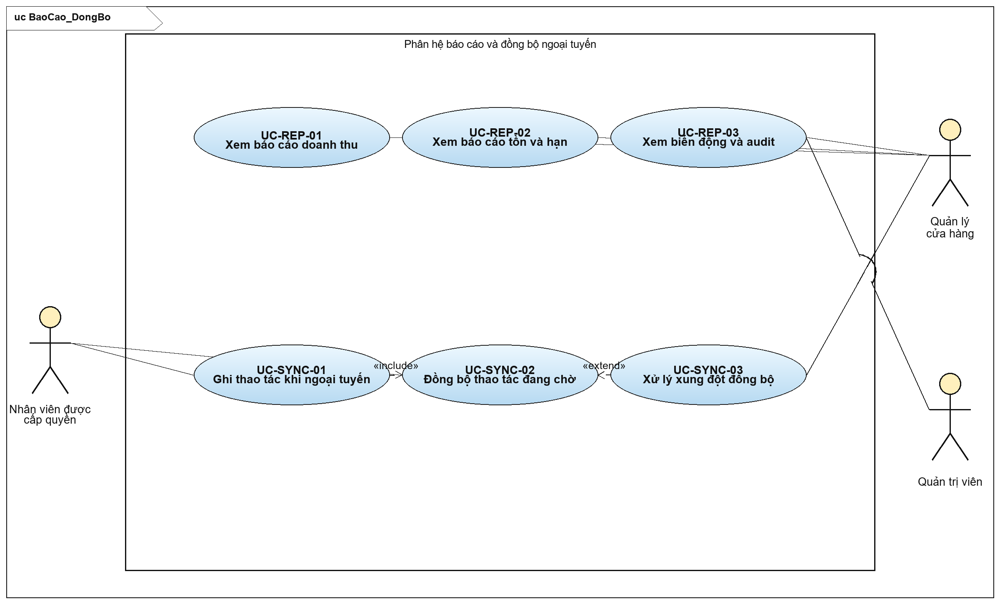 uc BaoCao_DongBo
Phân hệ báo cáo và đồng bộ ngoại tuyến
UC-REP-01
Xem báo cáo doanh thu
UC-REP-02
Xem báo cáo tồn và hạn
UC-REP-03
Xem biến động và audit
Quản lý
cửa hàng
Nhân viên được
cấp quyền
UC-SYNC-01
Ghi thao tác khi ngoại tuyến
«include»
UC-SYNC-02
Đồng bộ thao tác đang chờ
«extend»
UC-SYNC-03
Xử lý xung đột đồng bộ
Quản trị viên